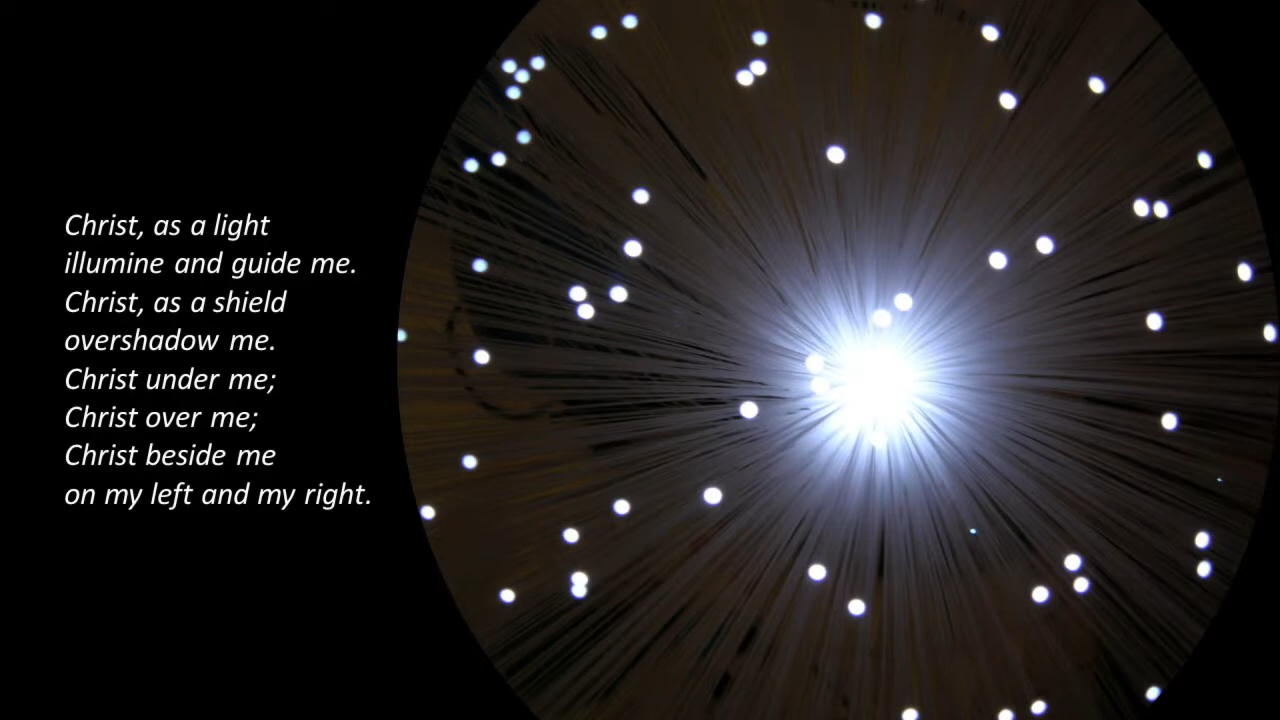 Christ, as a light
illumine and guide me.
Christ, as a shield
overshadow me.
Christ under me;
Christ over me;
Christ beside me
on my left and my right.